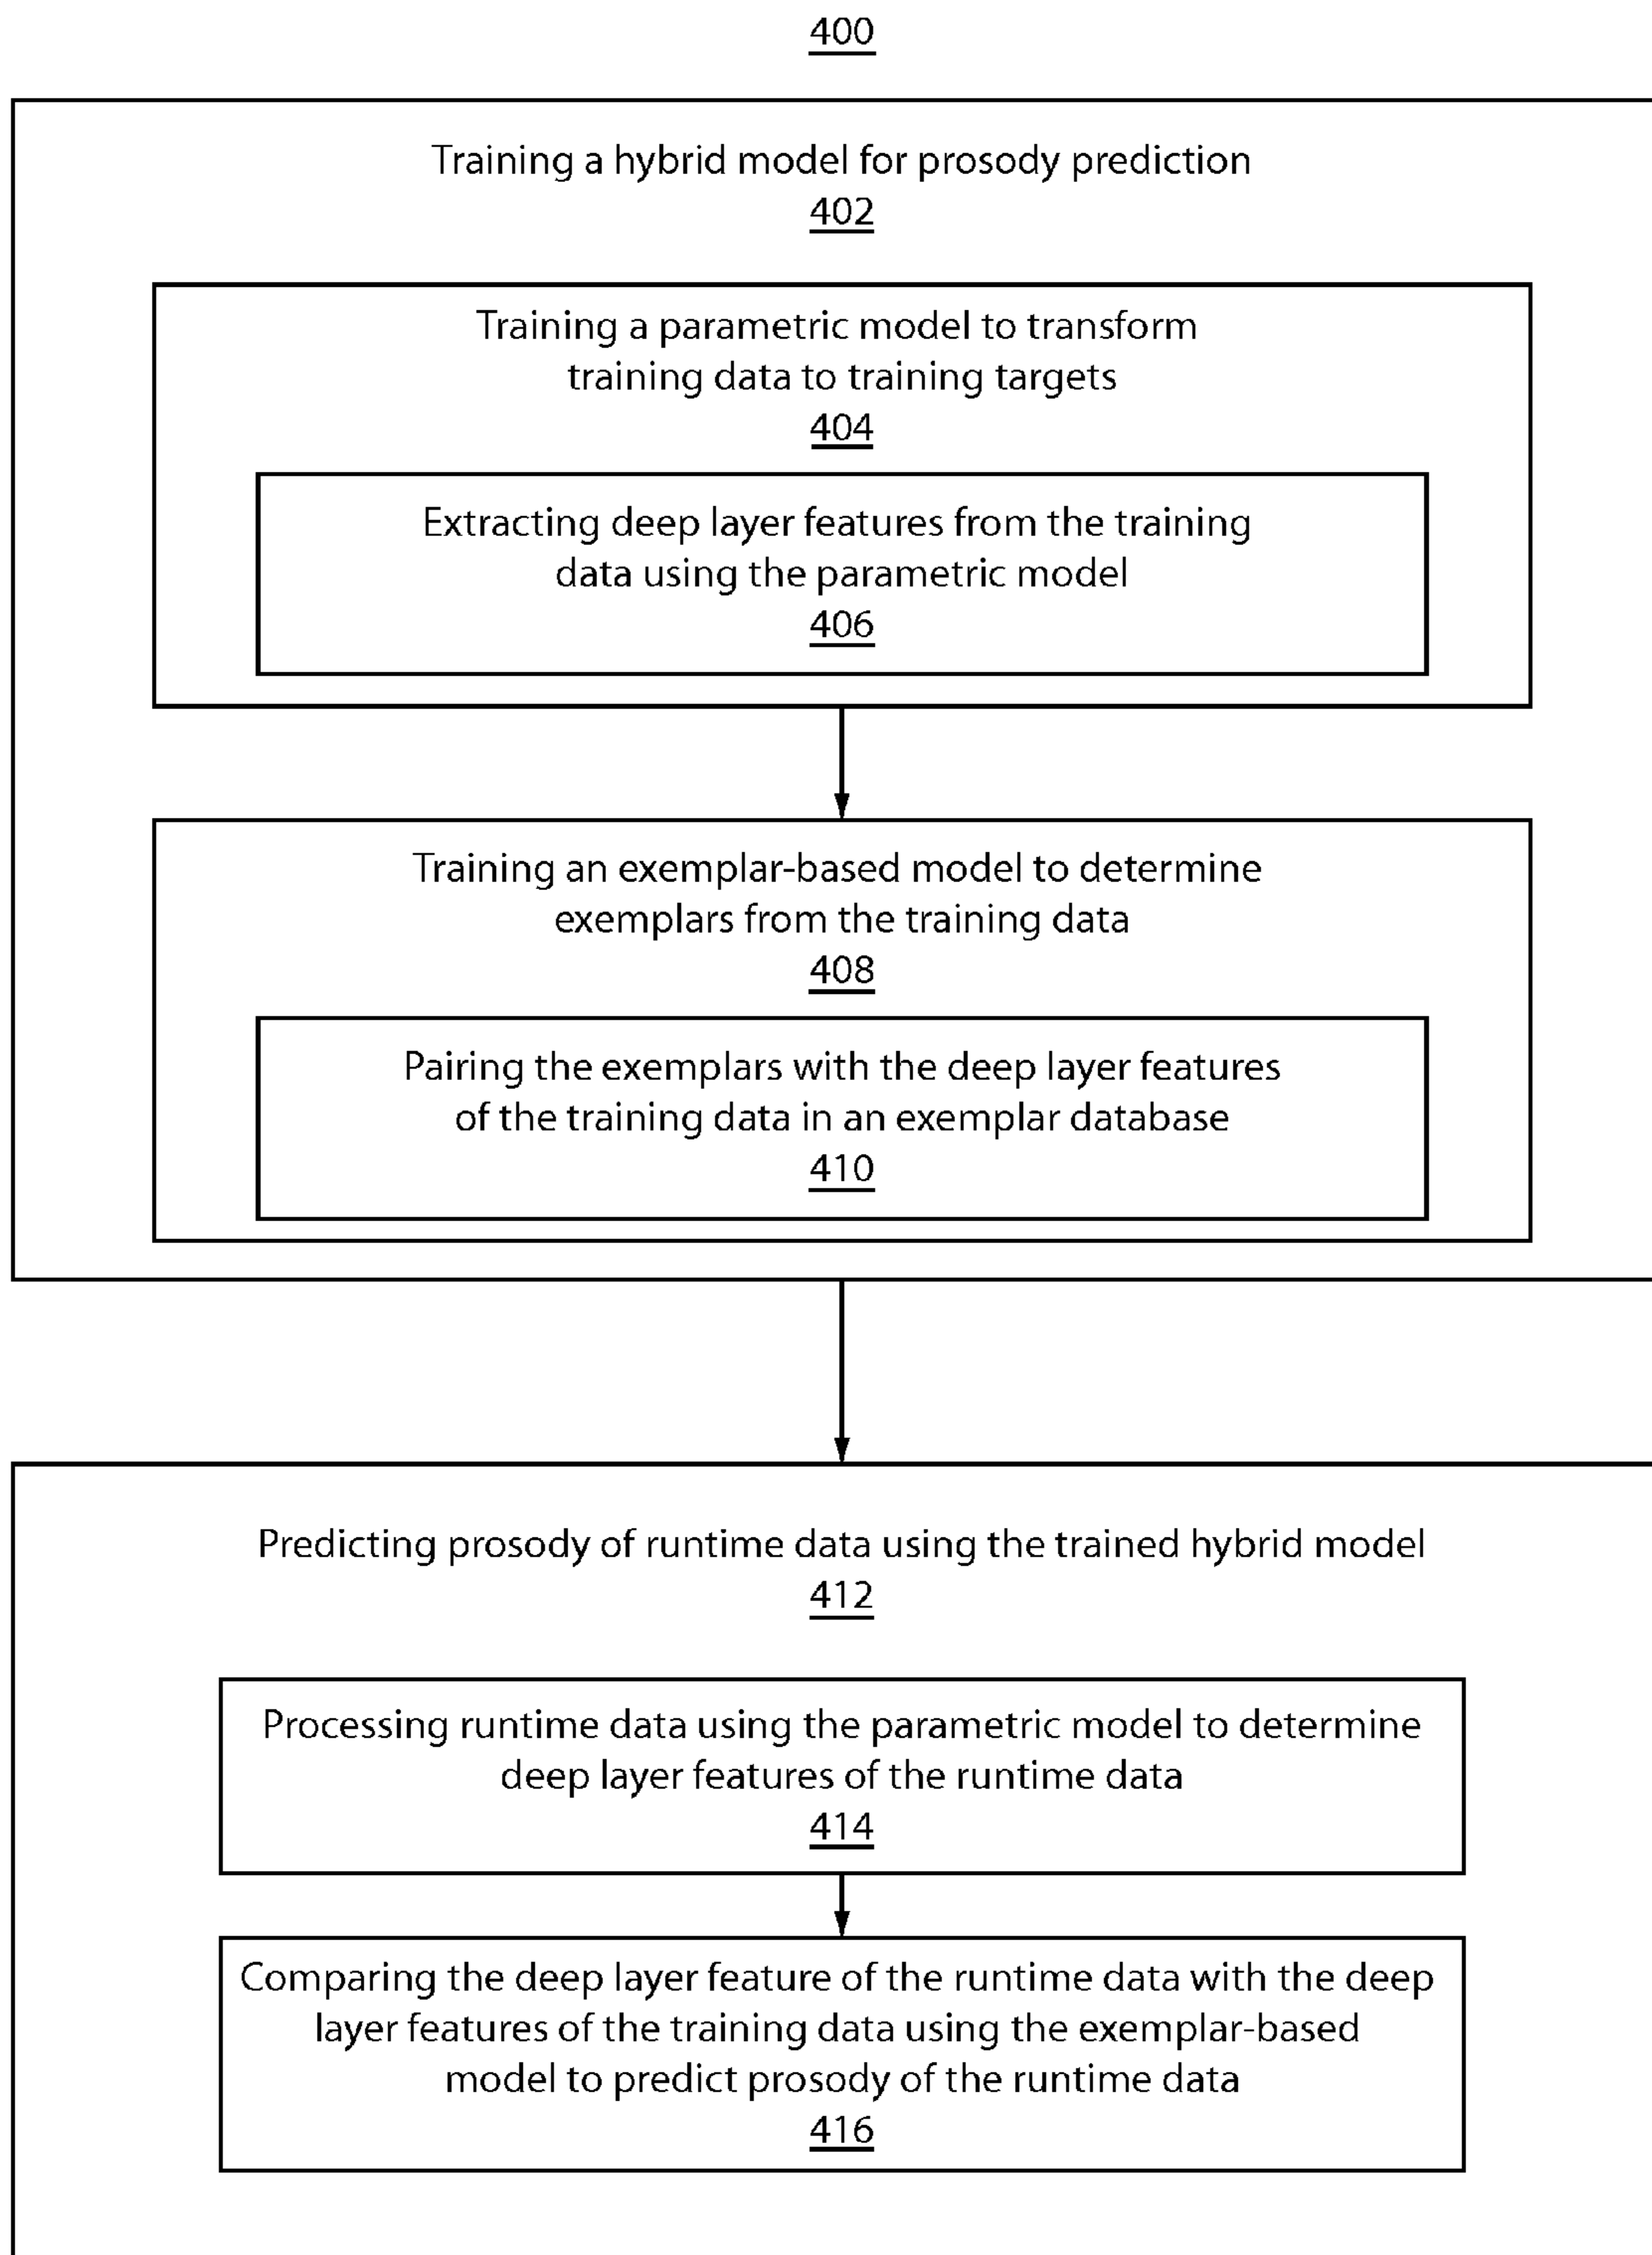 400
Training a hybrid model for prosody prediction
402
Training a parametric model to transform
training data to training targets
404
Extracting deep layer features from the training
data using the parametric model
406
Training an exemplar-based model to determine
exemplars from the training data
408
Pairing the exemplars with the deep layer features
of the training data in an exemplar database
410
Predicting prosody of runtime data using the trained hybrid model
412
Processing runtime data using the parametric model to determine
deep layer features of the runtime data
414
Comparing the deep layer feature of the runtime data with the deep
layer features of the training data using the exemplar-based
model to predict prosody of the runtime data
416